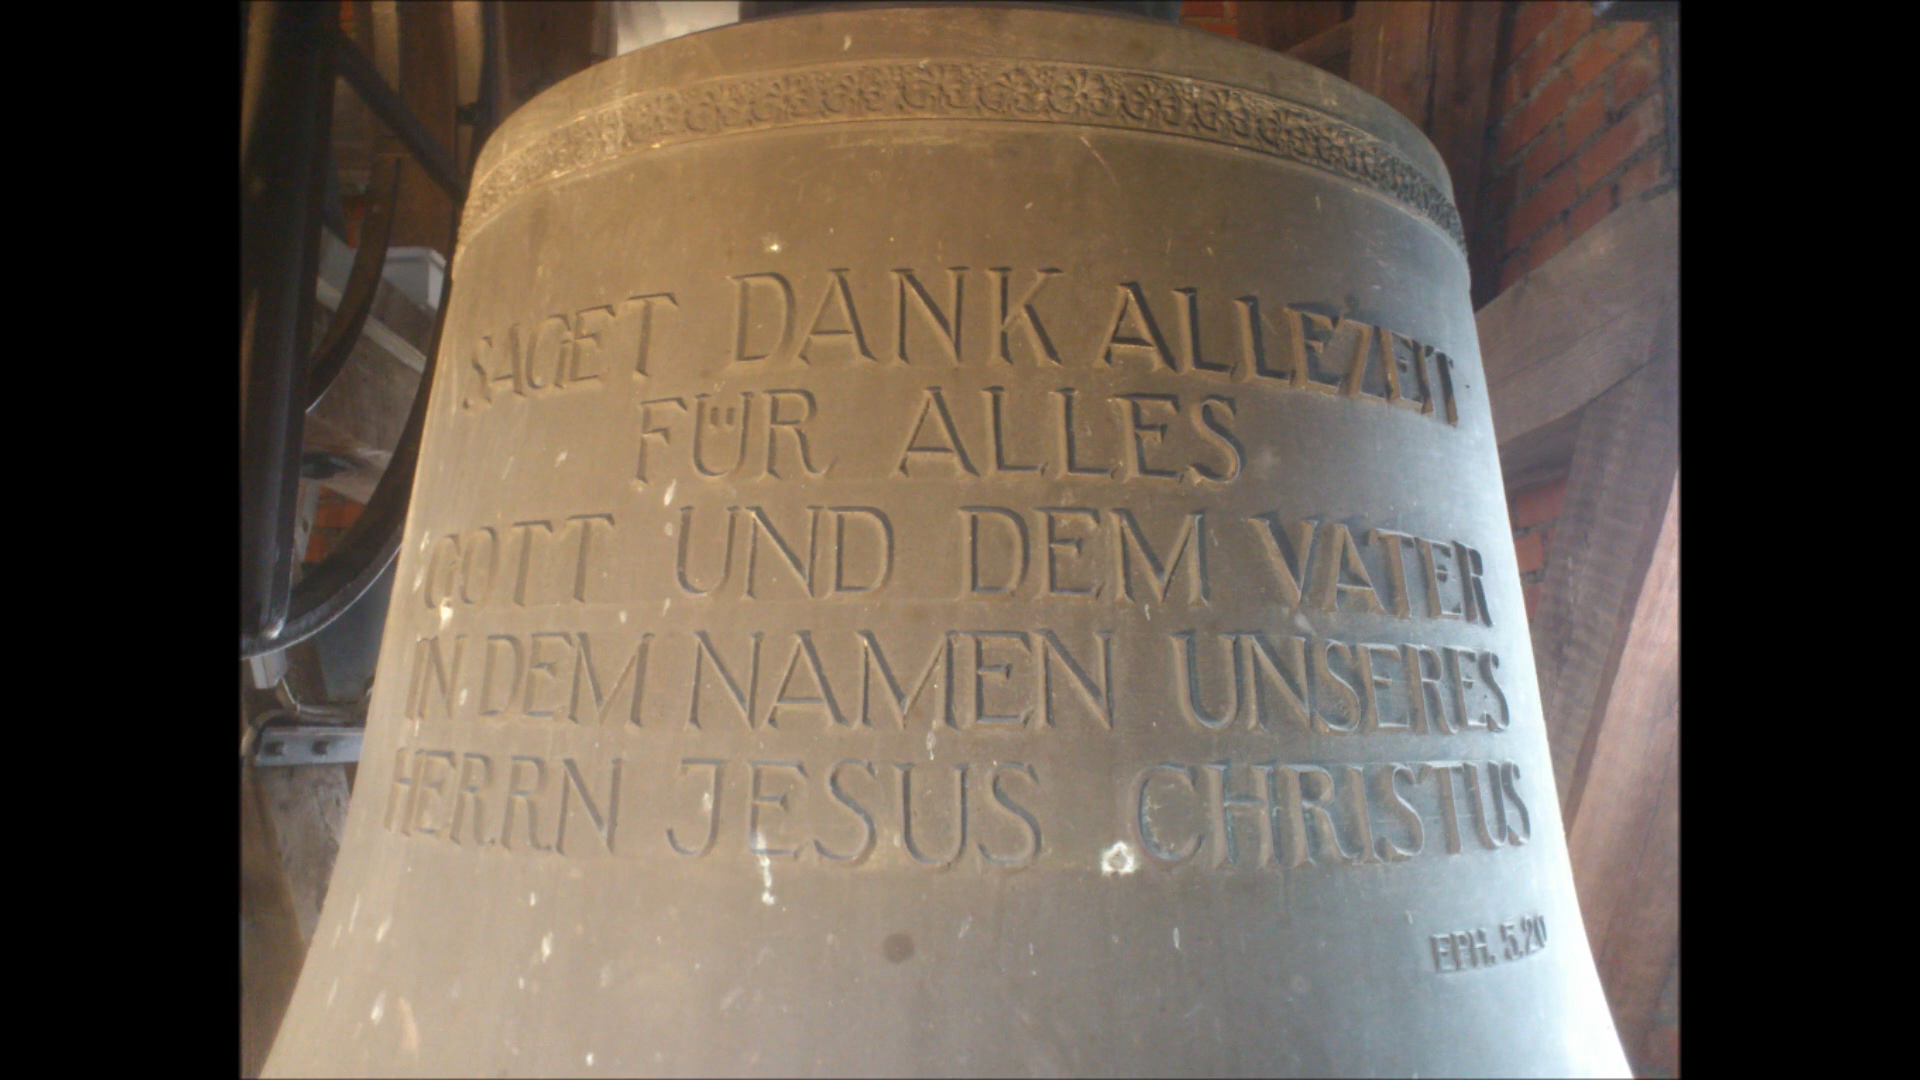 SAGET DANK ALLEZEIT
FÜR ALLES
GOTT UND DEM VATER
IN DEM NAMEN UNSERES
HERRN JESUS CHRISTUS
EPH. 5.20